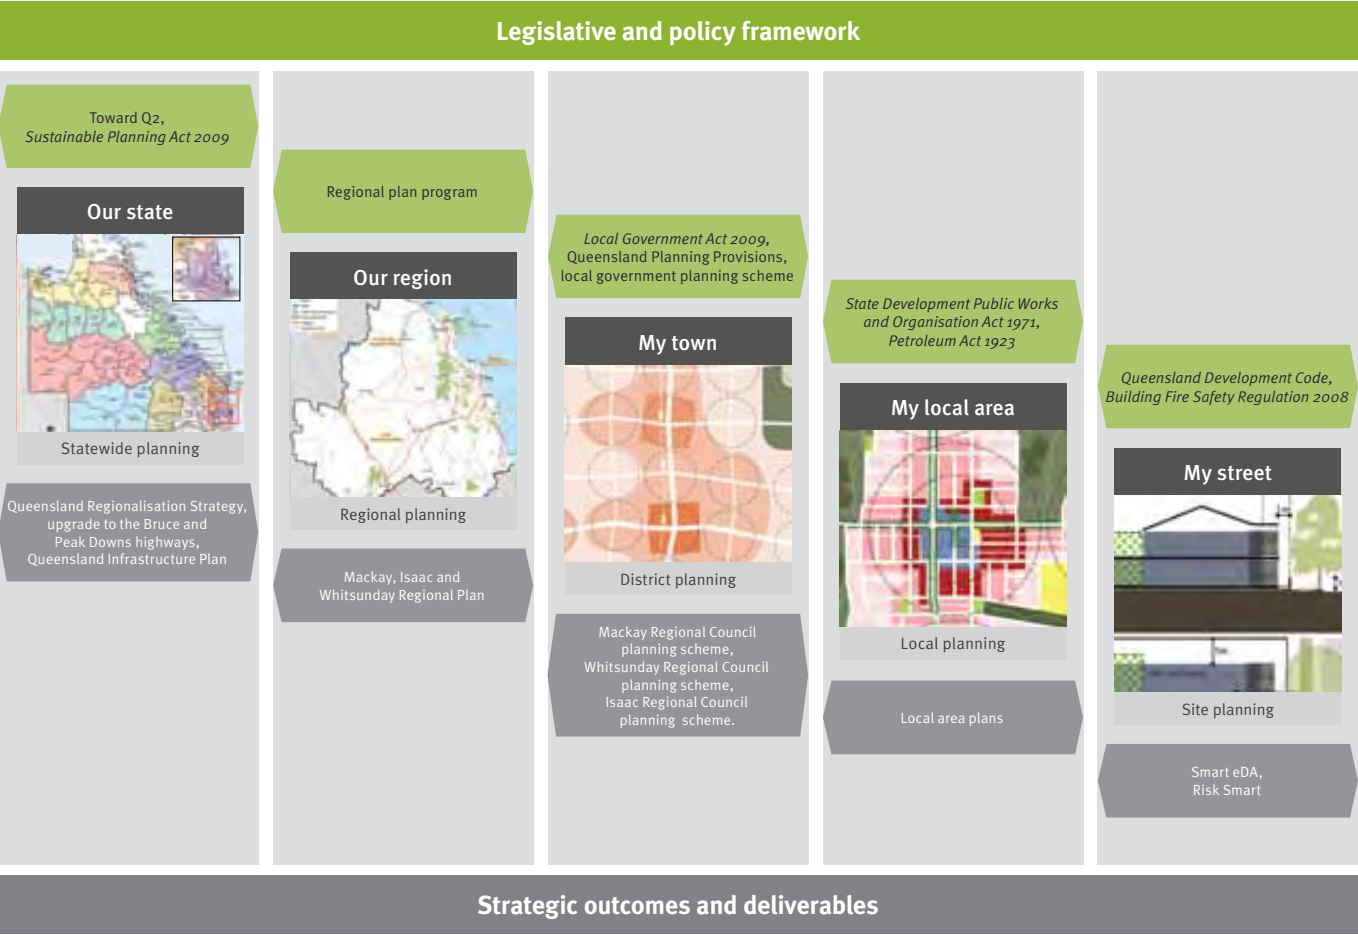 Legislative and policy framework
Toward Q2,
Sustainable Planning Act 2009
Our state
Statewide planning
Queensland Regionalisation Strategy,
upgrade to the Bruce and
Peak Downs highways,
Queensland Infrastructure Plan
Regional plan program
Our region
Regional planning
Mackay, Isaac and
Whitsunday Regional Plan
Local Government Act 2009,
Queensland Planning Provisions,
local government planning scheme
My town
District planning
Mackay Regional Council
planning scheme,
Whitsunday Regional Council
planning scheme,
Isaac Regional Council
planning scheme.
State Development Public Works
and Organisation Act 1971,
Petroleum Act 1923
My local area
Local planning
Local area plans
Queensland Development Code,
Building Fire Safety Regulation 2008
My street
Site planning
Smart eDA,
Risk Smart
Strategic outcomes and deliverables